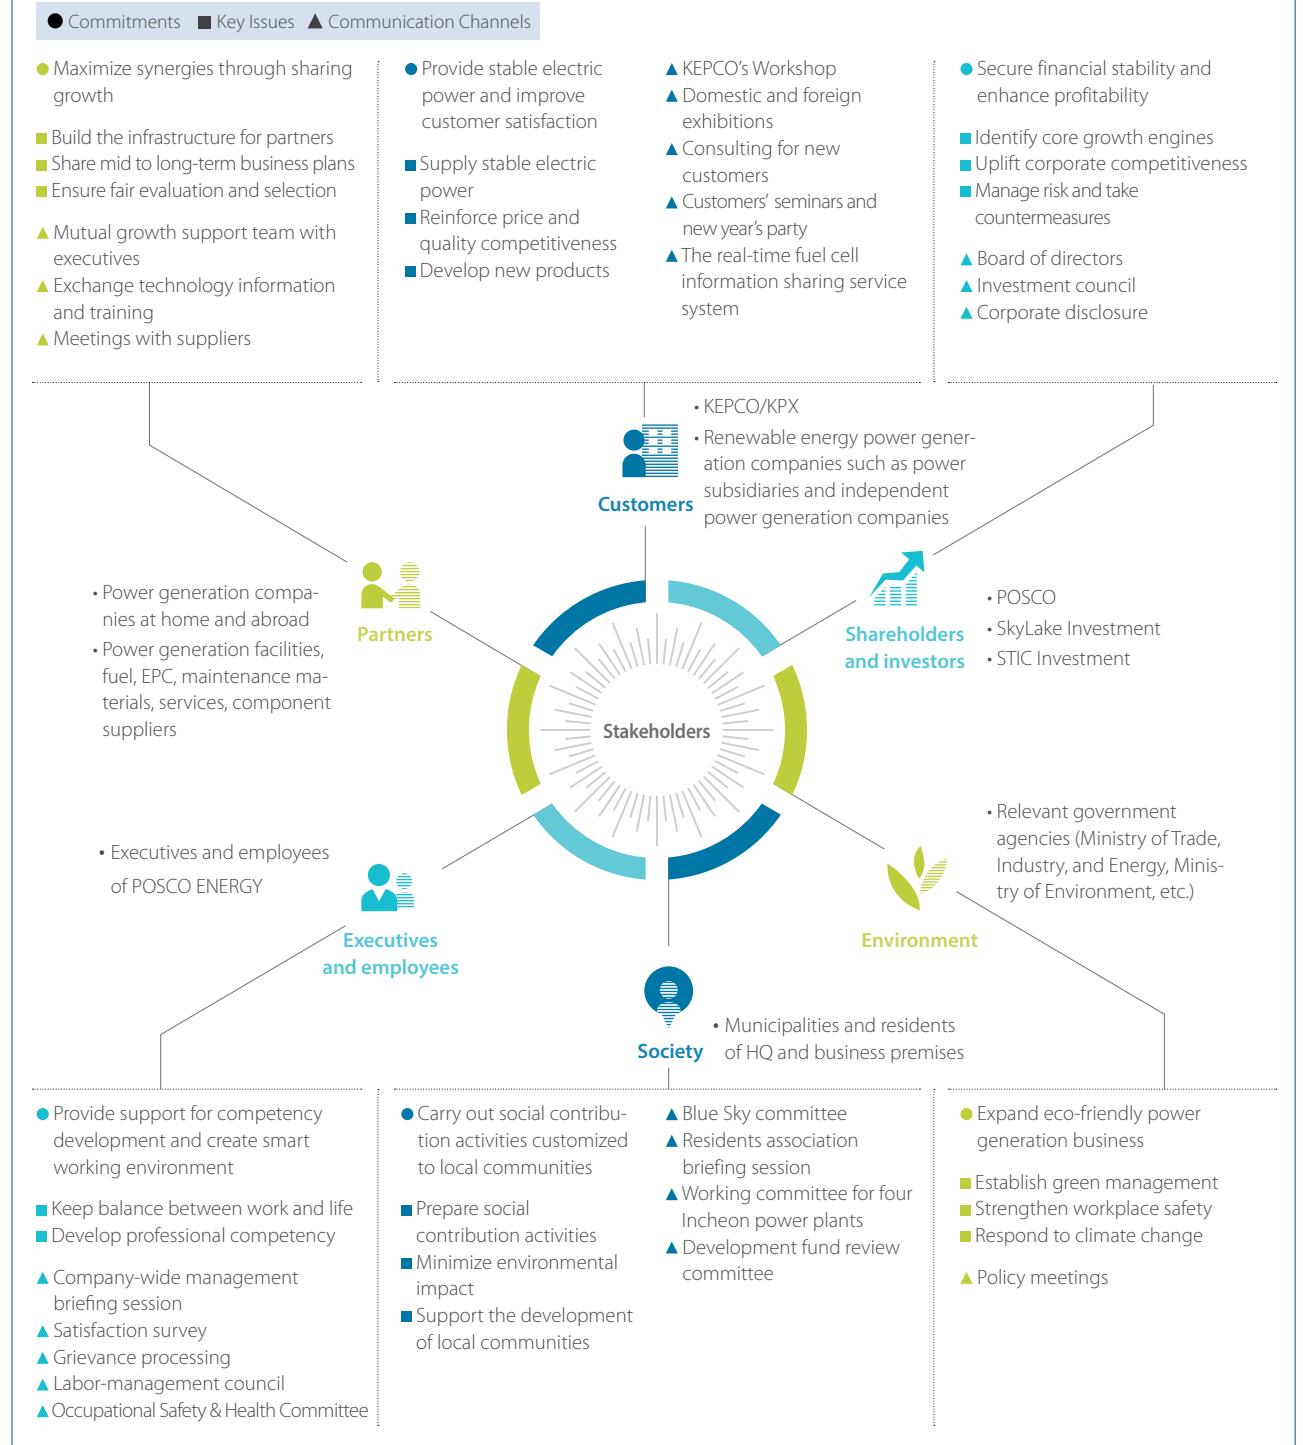 Commitments Key Issues Communication Channels
Maximize synergies through sharing
growth
Build the infrastructure for partners
Share mid to long-term business plans
Ensure fair evaluation and selection
Mutual growth support team with
executives
Exchange technology information
and training
Meetings with suppliers
Provide stable electric
power and improve
customer satisfaction
Supply stable electric
power
Reinforce price and
quality competitiveness
Develop new products
KEPCO's Workshop
Domestic and foreign
exhibitions
Consulting for new
customers
Customers' seminars and
new year's party
The real-time fuel cell
information sharing service
system
Secure financial stability and
enhance profitability
Identify core growth engines
Uplift corporate competitiveness
Manage risk and take
countermeasures
Board of directors
Investment council
Corporate disclosure
• KEPCO/KPX
• Renewable energy power gener-
ation companies such as power
subsidiaries and independent
power generation companies
Customers
• Power generation compa-
nies at home and abroad
• Power generation facilities,
fuel, EPC, maintenance ma-
terials, services, component
suppliers
Partners
Shareholders
and investors
• POSCO
• SkyLake Investment
• STIC Investment
Stakeholders
• Executives and employees
of POSCO ENERGY
Executives
and employees
• Relevant government
agencies (Ministry of Trade,
Industry, and Energy, Minis-
try of Environment, etc.)
Environment
Society
• Municipalities and residents
of HQ and business premises
Provide support for competency
development and create smart
working environment
Keep balance between work and life
Develop professional competency
Company-wide management
briefing session
Satisfaction survey
Grievance processing
Labor-management council
Occupational Safety & Health Committee
Carry out social contribu-
tion activities customized
to local communities
Prepare social
contribution activities
Minimize environmental
impact
Support the development
of local communities
Blue Sky committee
Residents association
briefing session
Working committee for four
Incheon power plants
Development fund review
committee
Expand eco-friendly power
generation business
Establish green management
Strengthen workplace safety
Respond to climate change
Policy meetings